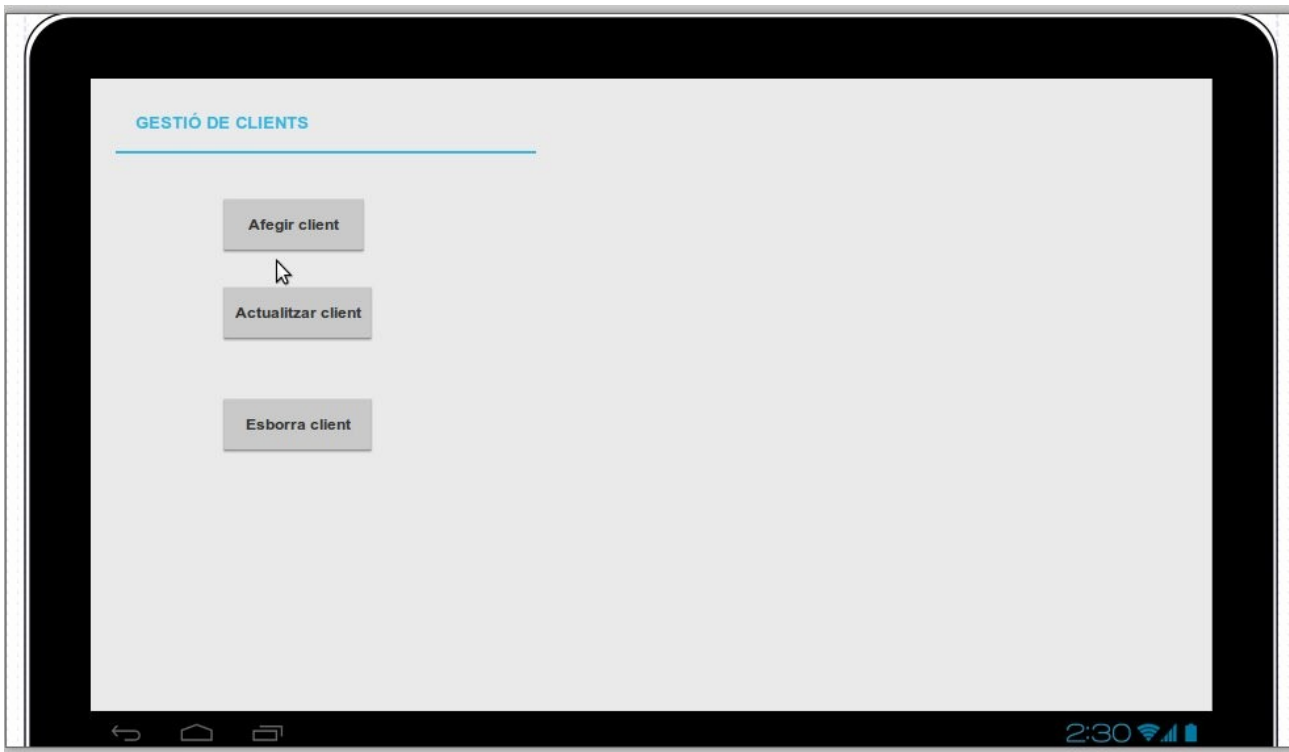 GESTIÓ DE CLIENTS
Afegir client
Actualitzar client
Esborra client
2:30